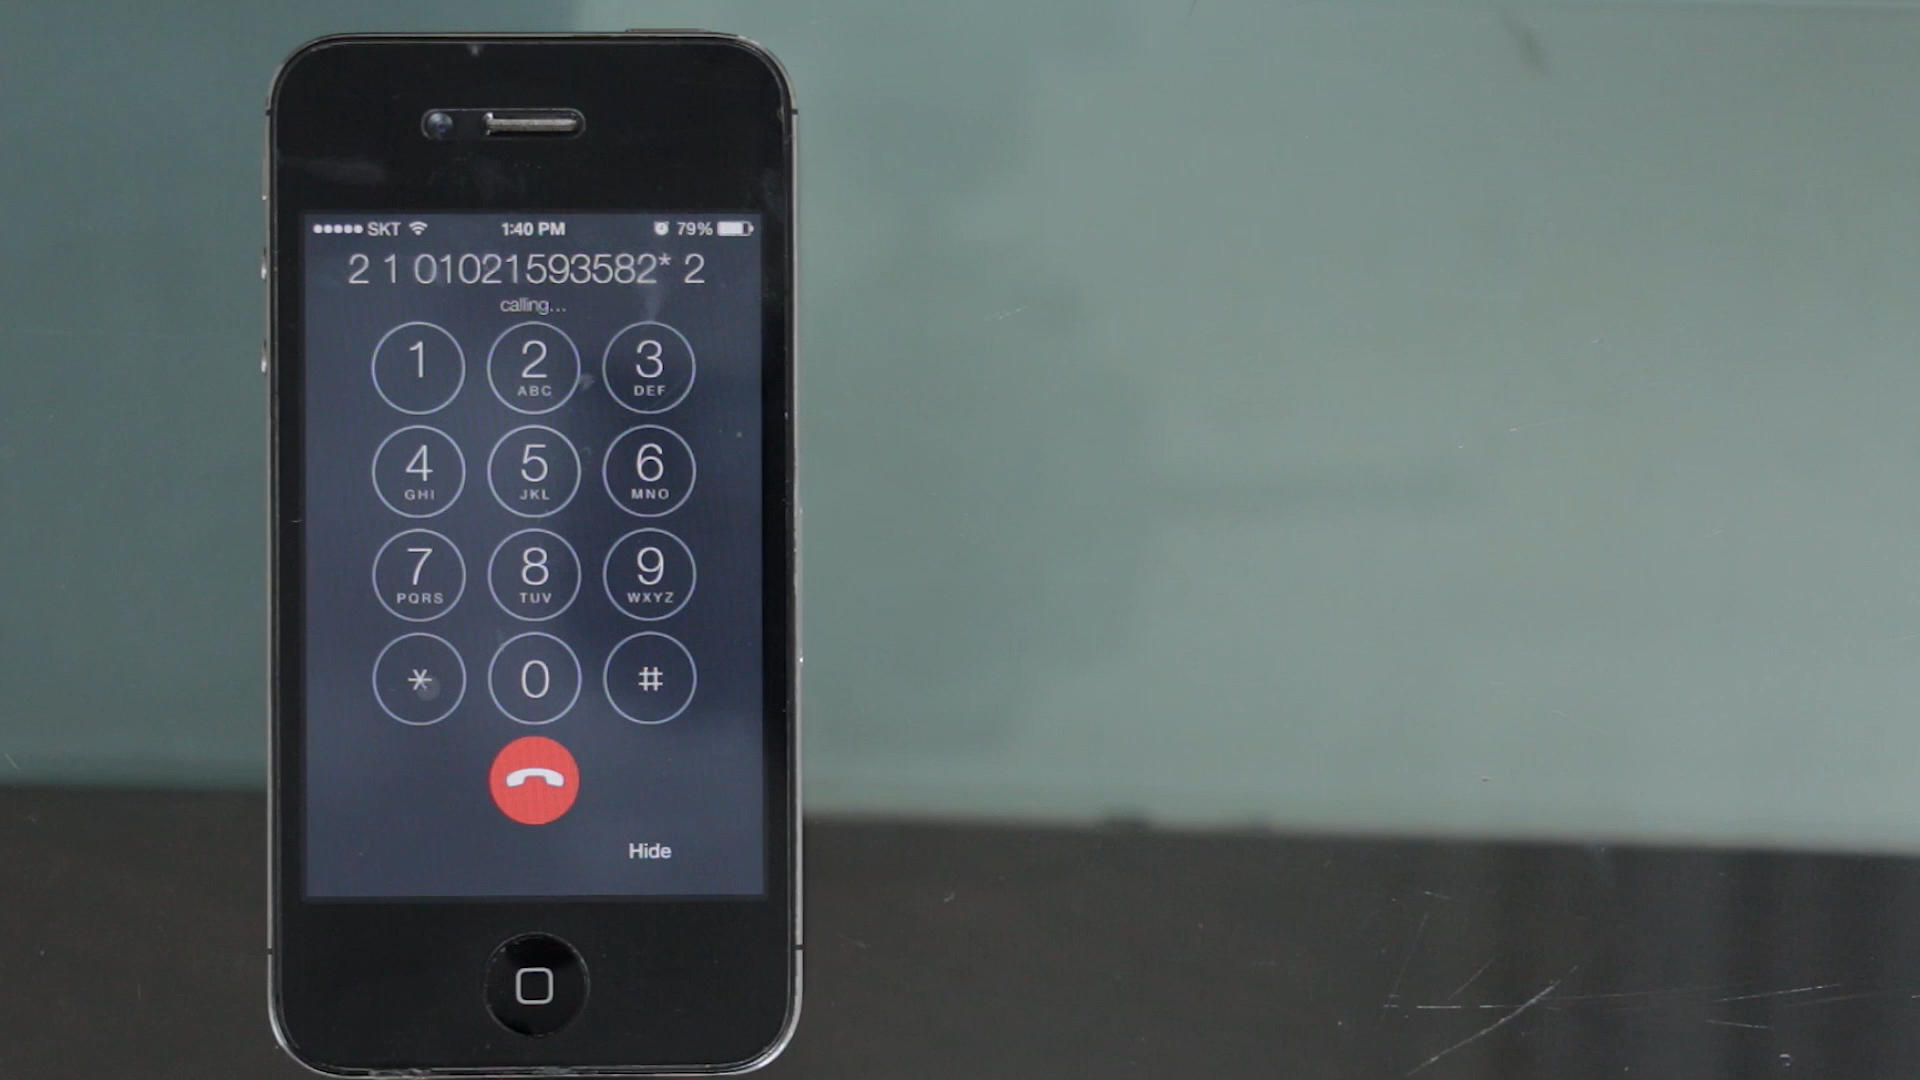 SKT 1:40 PM 79%
2 1 01021593582* 2
calling...
1 2 3
ABC DEF
4 5 6
GHI JKL MNO
7 8 9
PQRS TUV WXYZ
* 0 #
Hide